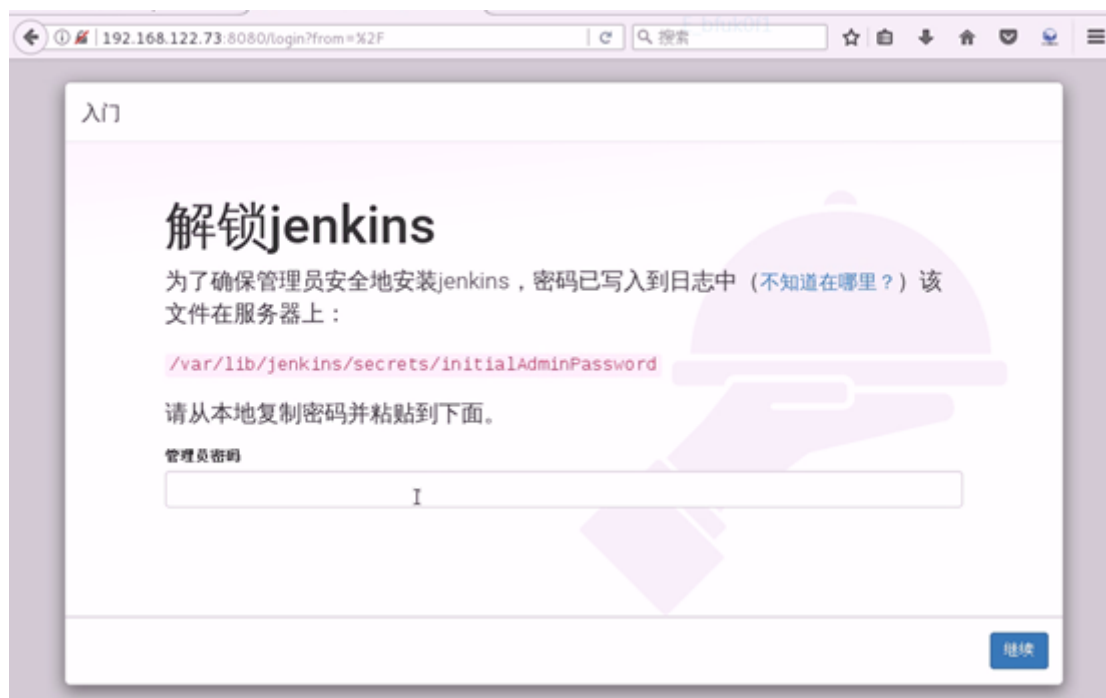 192.168.122.73:8080/login?from=%2F
搜索
入门
解锁jenkins
为了确保管理员安全地安装jenkins，密码已写入到日志中（不知道在哪里？）该
文件在服务器上：
/var/lib/jenkins/secrets/initialAdminPassword
请从本地复制密码并粘贴到下面。
管理员密码
继续